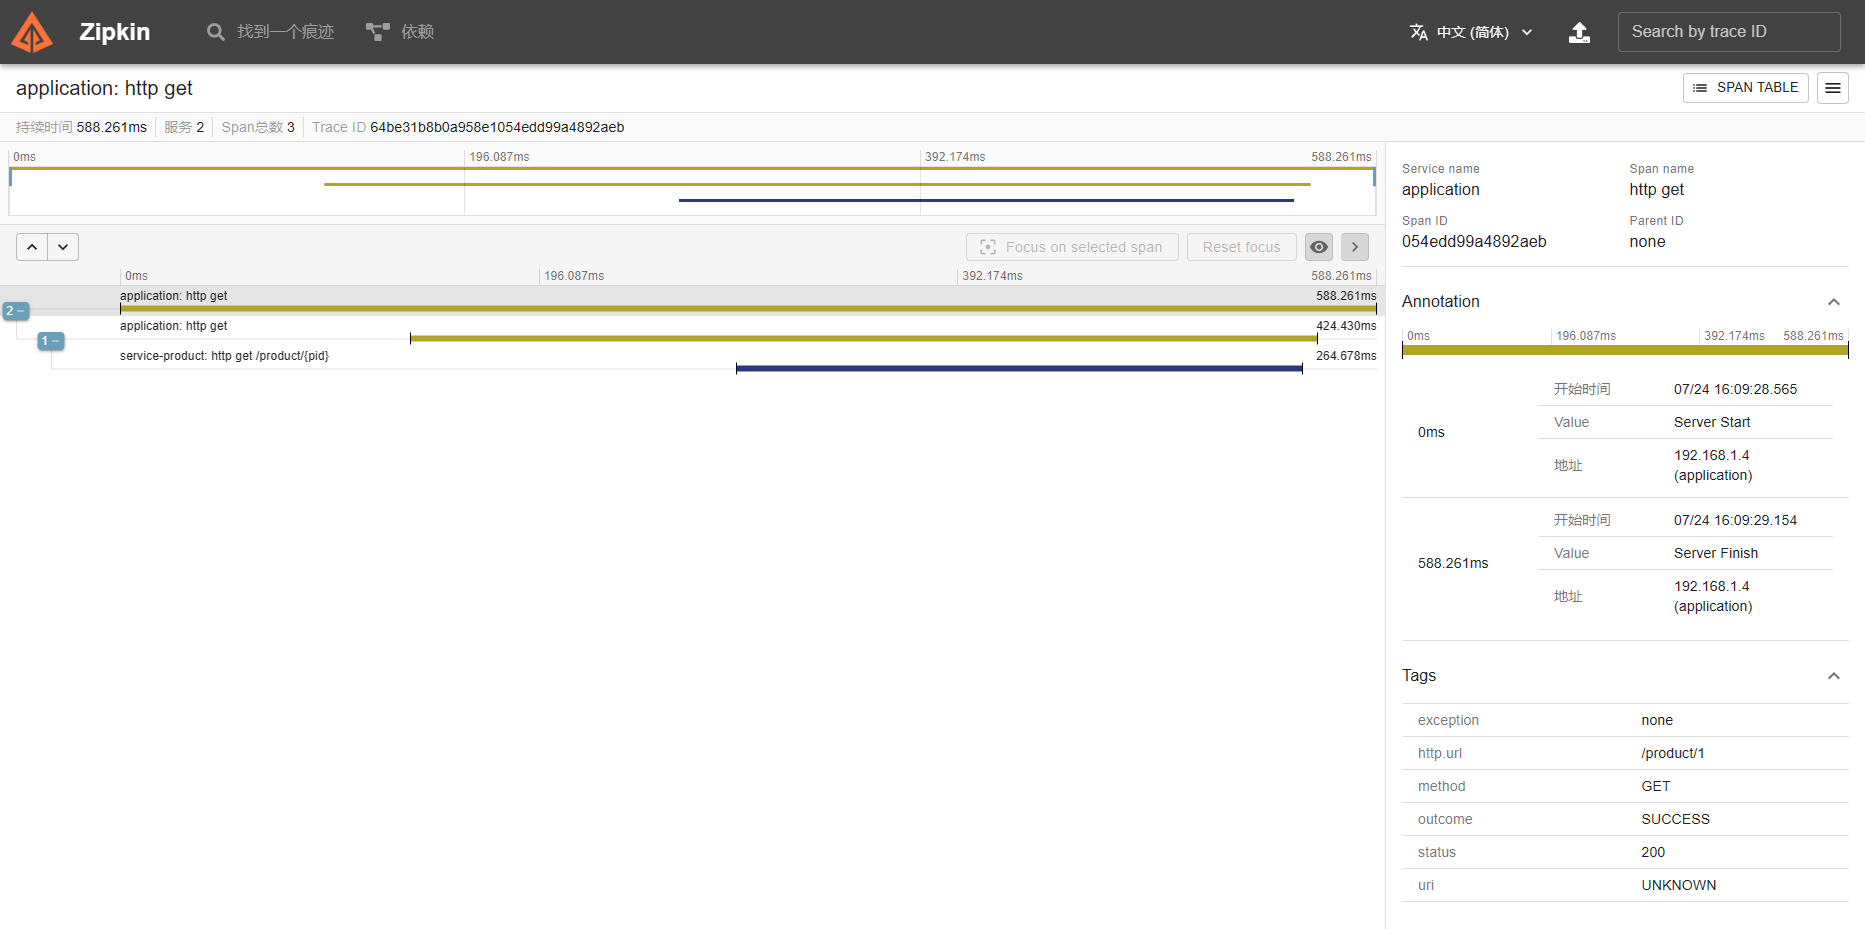 Zipkin 找到一个痕迹 依赖 中文 (简体) Search by trace ID
application: http get SPAN TABLE
持续时间 588.261ms 服务 2 Span总数 3 Trace ID 64be31b8b0a958e1054edd99a4892aeb
0ms 196.087ms 392.174ms 588.261ms
Focus on selected span Reset focus
0ms 196.087ms 392.174ms 588.261ms
application: http get 588.261ms
2 −
application: http get 424.430ms
1 −
service-product: http get /product/{pid} 264.678ms
Service name Span name
application http get
Span ID Parent ID
054edd99a4892aeb none
Annotation
0ms 196.087ms 392.174ms 588.261ms
开始时间 07/24 16:09:28.565
Value Server Start
0ms
地址 192.168.1.4
(application)
开始时间 07/24 16:09:29.154
Value Server Finish
588.261ms
地址 192.168.1.4
(application)
Tags
exception none
http.url /product/1
method GET
outcome SUCCESS
status 200
uri UNKNOWN